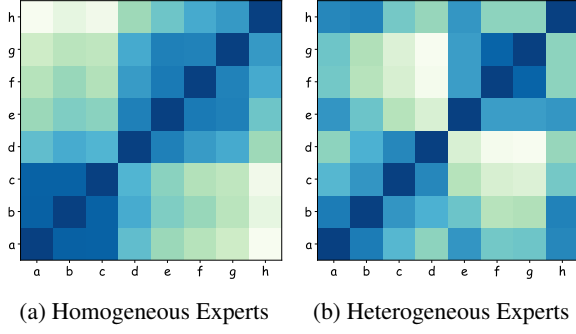 h
g
f
e
d
c
b
a
a b c d e f g h
(a) Homogeneous Experts
h
g
f
e
d
c
b
a
a b c d e f g h
(b) Heterogeneous Experts